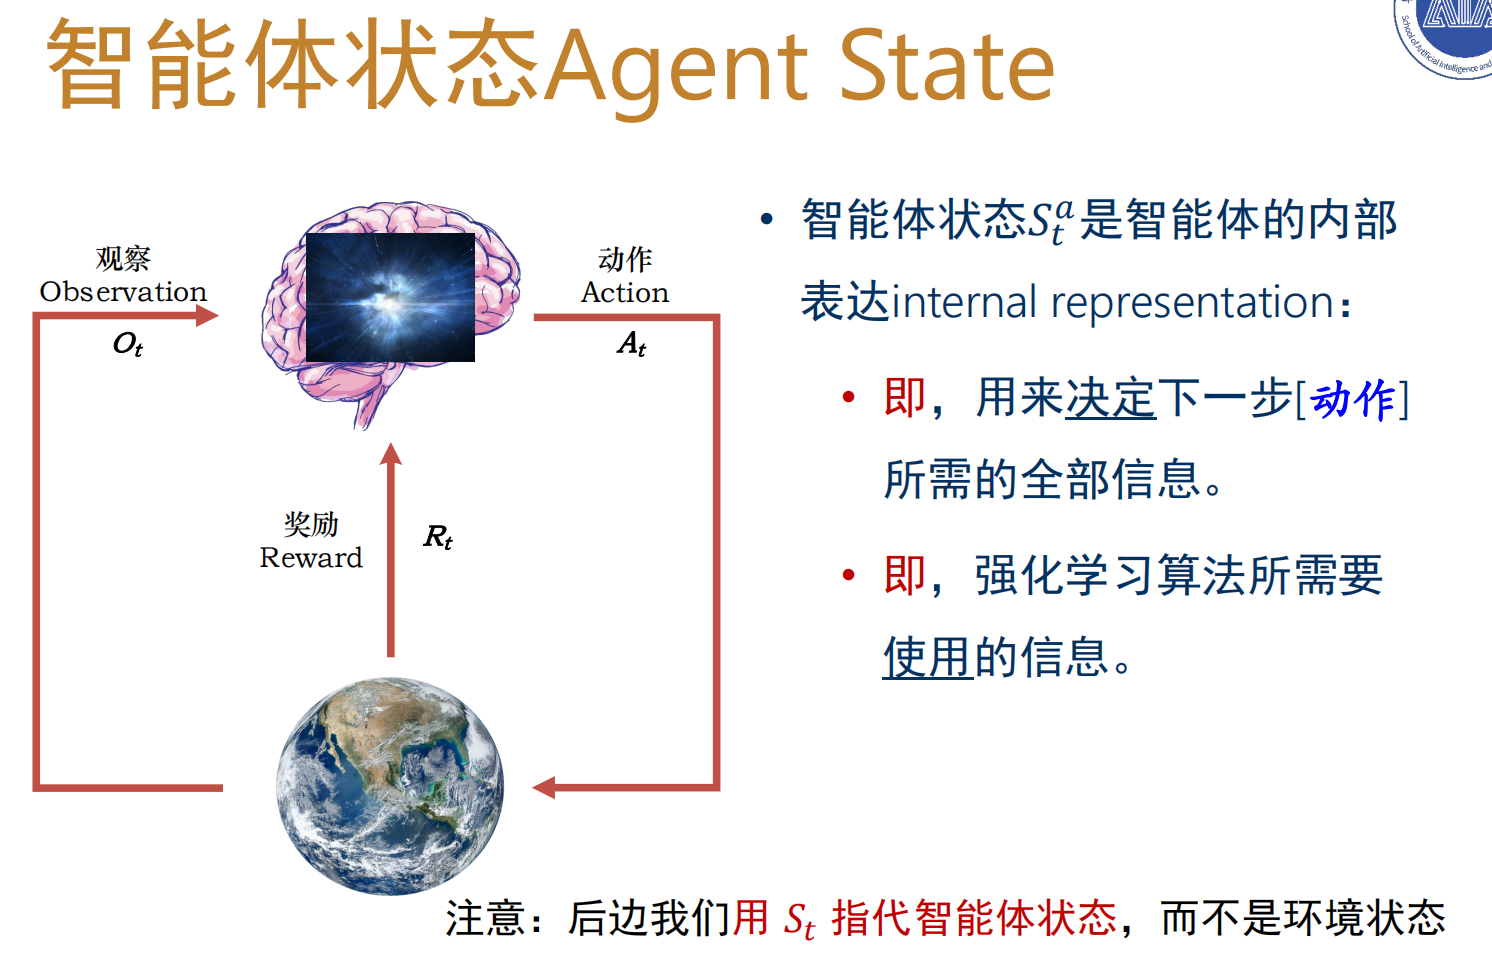 智能体状态Agent State
School of Artificial Intelligence and
观察
Observation
O_t
动作
Action
A_t
奖励
Reward
R_t
• 智能体状态S_t^a是智能体的内部
表达internal representation：
• 即，用来决定下一步[动作]
所需的全部信息。
• 即，强化学习算法所需要
使用的信息。
注意：后边我们用 S_t 指代智能体状态，而不是环境状态